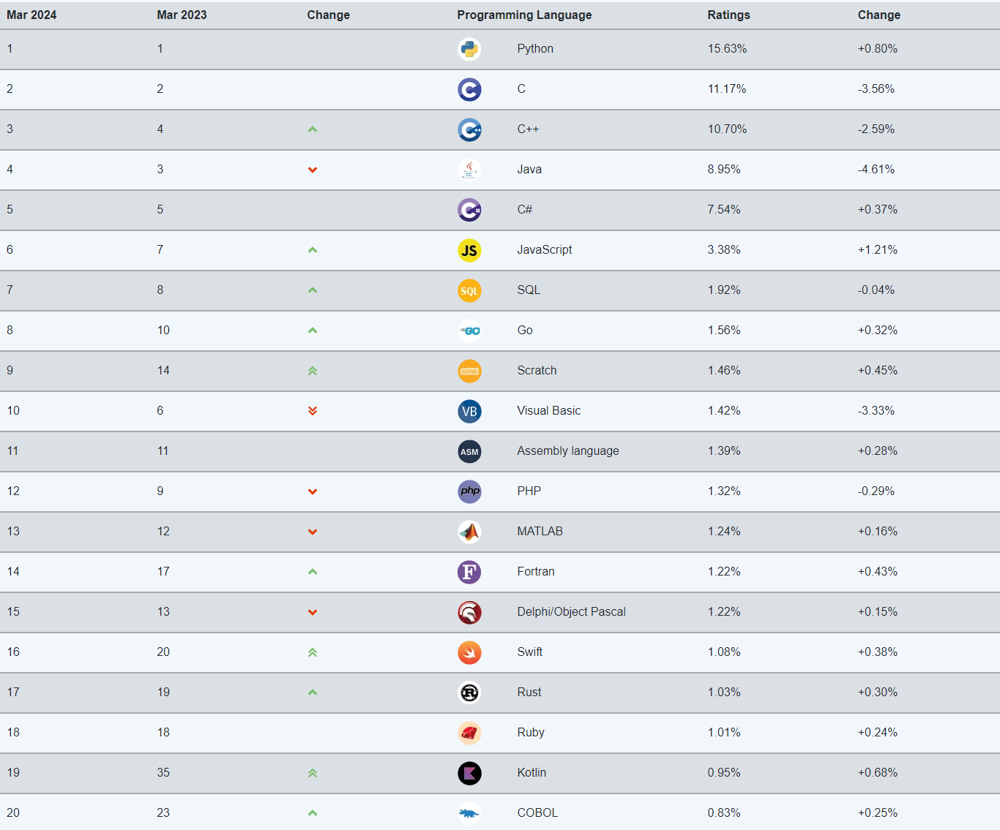 Mar 2024 Mar 2023 Change Programming Language Ratings Change
1 1 Python 15.63% +0.80%
2 2 C C 11.17% -3.56%
3 4 C++ C++ 10.70% -2.59%
4 3 Java 8.95% -4.61%
5 5 C# C# 7.54% +0.37%
6 7 JS JavaScript 3.38% +1.21%
7 8 SQL SQL 1.92% -0.04%
8 10 GO Go 1.56% +0.32%
9 14 Scratch 1.46% +0.45%
10 6 VB Visual Basic 1.42% -3.33%
11 11 ASM Assembly language 1.39% +0.28%
12 9 php PHP 1.32% -0.29%
13 12 MATLAB 1.24% +0.16%
14 17 F Fortran 1.22% +0.43%
15 13 Delphi/Object Pascal 1.22% +0.15%
16 20 Swift 1.08% +0.38%
17 19 R Rust 1.03% +0.30%
18 18 Ruby 1.01% +0.24%
19 35 Kotlin 0.95% +0.68%
20 23 COBOL 0.83% +0.25%